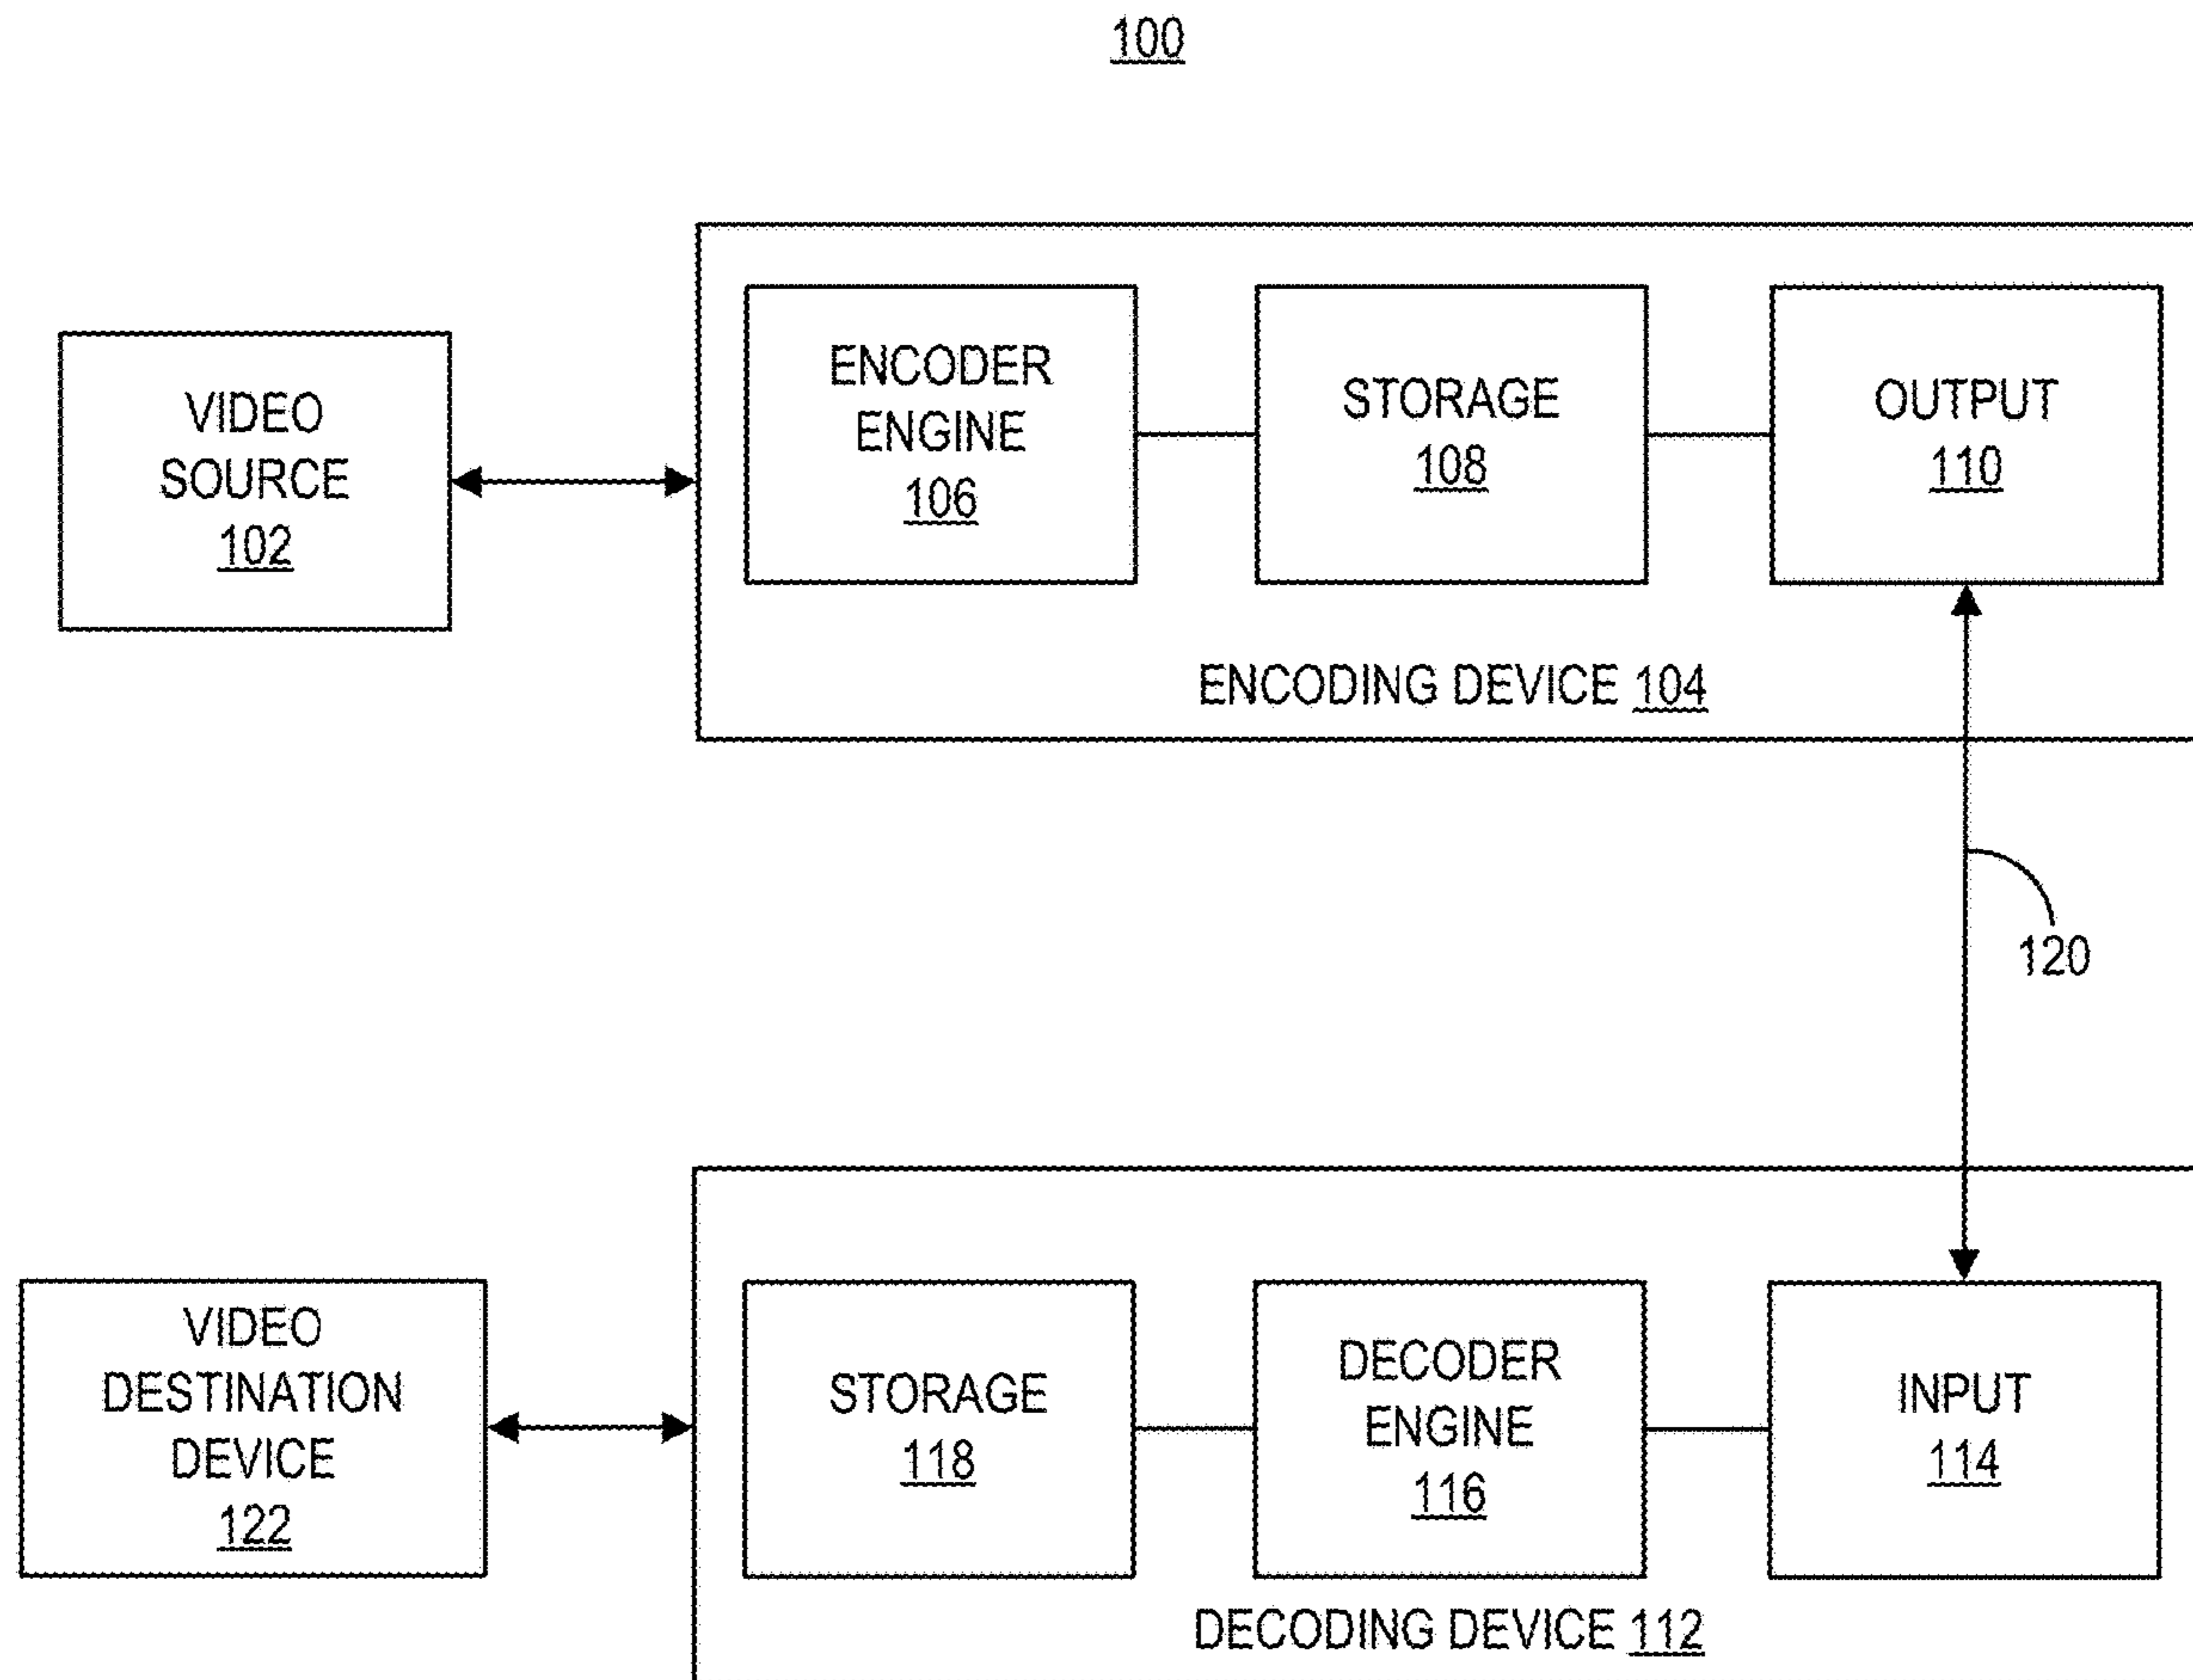 100
VIDEO
SOURCE
102
ENCODER
ENGINE
106
STORAGE
108
OUTPUT
110
ENCODING DEVICE 104
120
VIDEO
DESTINATION
DEVICE
122
STORAGE
118
DECODER
ENGINE
116
INPUT
114
DECODING DEVICE 112